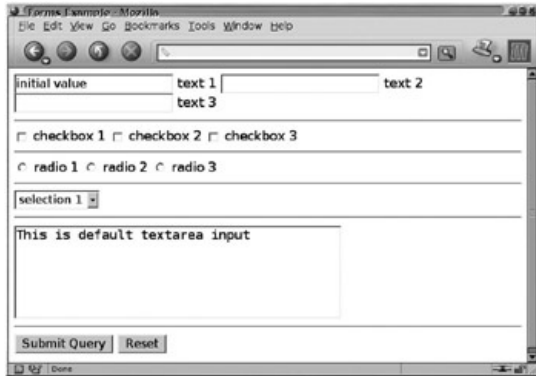 Forms Example - Mozilla
File Edit View Go Bookmarks Tools Window Help
initial value text 1 text 2
text 3
checkbox 1 checkbox 2 checkbox 3
radio 1 radio 2 radio 3
selection 1
This is default textarea input
Submit Query Reset
Done